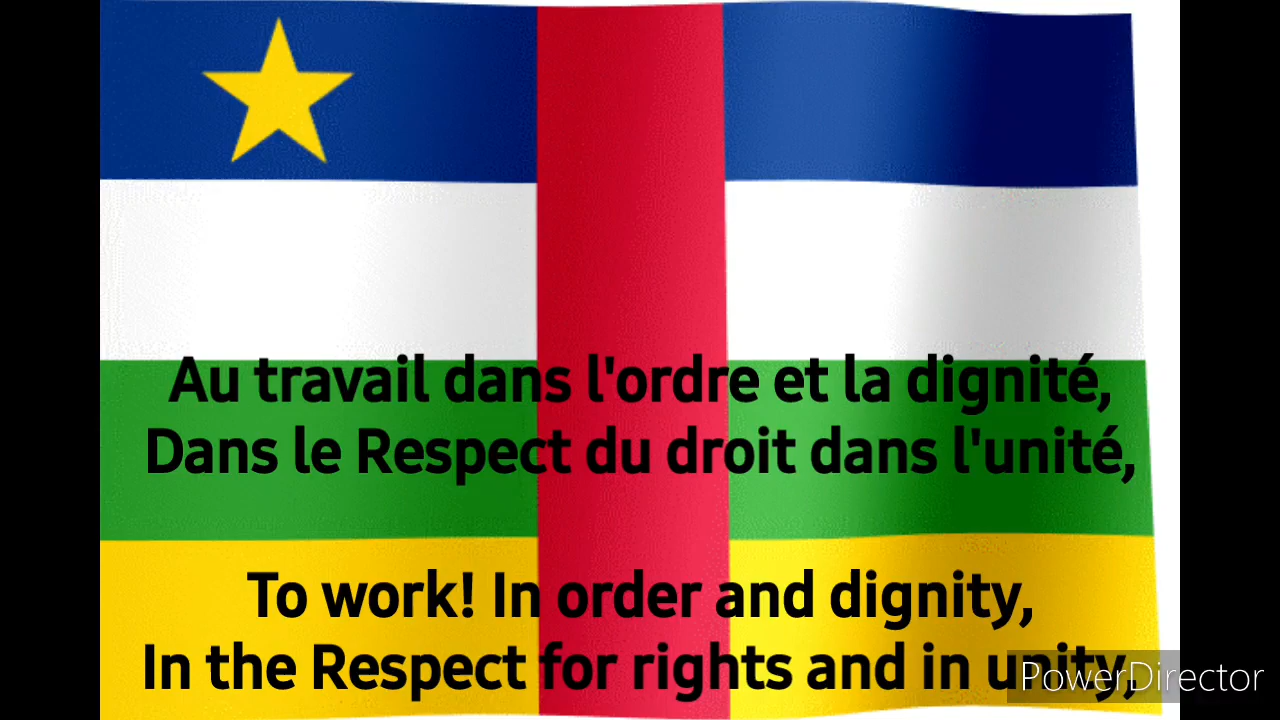 Au travail dans l'ordre et la dignité,
Dans le Respect du droit dans l'unité,
To work! In order and dignity,
In the Respect for rights and in unity,
PowerDirector